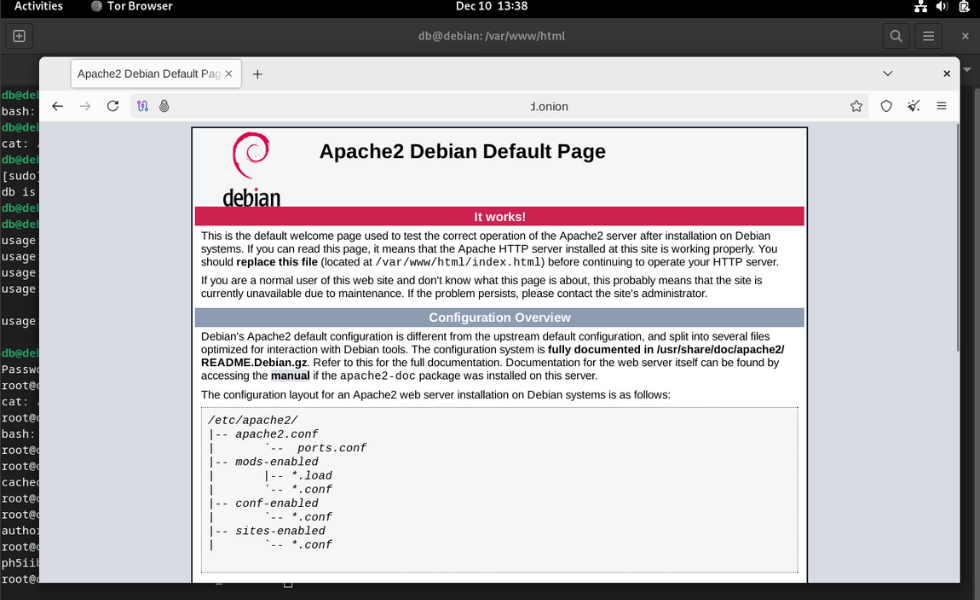 Activities Tor Browser Dec 10 13:38
db@debian: /var/www/html
Apache2 Debian Default Pag
.onion
db@deb
bash:
db@deb
cat:
db@deb
[sudo]
db is
db@deb
db@deb
usage:
usage:
usage:
usage:
usage:
db@deb
Passwo
root@d
cat:
root@d
bash:
root@d
root@d
cached
root@d
root@d
author
root@d
ph5iib
root@d
debian
Apache2 Debian Default Page
It works!
This is the default welcome page used to test the correct operation of the Apache2 server after installation on Debian
systems. If you can read this page, it means that the Apache HTTP server installed at this site is working properly. You
should replace this file (located at /var/www/html/index.html) before continuing to operate your HTTP server.
If you are a normal user of this web site and don't know what this page is about, this probably means that the site is
currently unavailable due to maintenance. If the problem persists, please contact the site's administrator.
Configuration Overview
Debian's Apache2 default configuration is different from the upstream default configuration, and split into several files
optimized for interaction with Debian tools. The configuration system is fully documented in /usr/share/doc/apache2/
README.Debian.gz. Refer to this for the full documentation. Documentation for the web server itself can be found by
accessing the manual if the apache2-doc package was installed on this server.
The configuration layout for an Apache2 web server installation on Debian systems is as follows:
/etc/apache2/
|-- apache2.conf
|       `--  ports.conf
|-- mods-enabled
|       |-- *.load
|       `-- *.conf
|-- conf-enabled
|       `-- *.conf
|-- sites-enabled
|       `-- *.conf